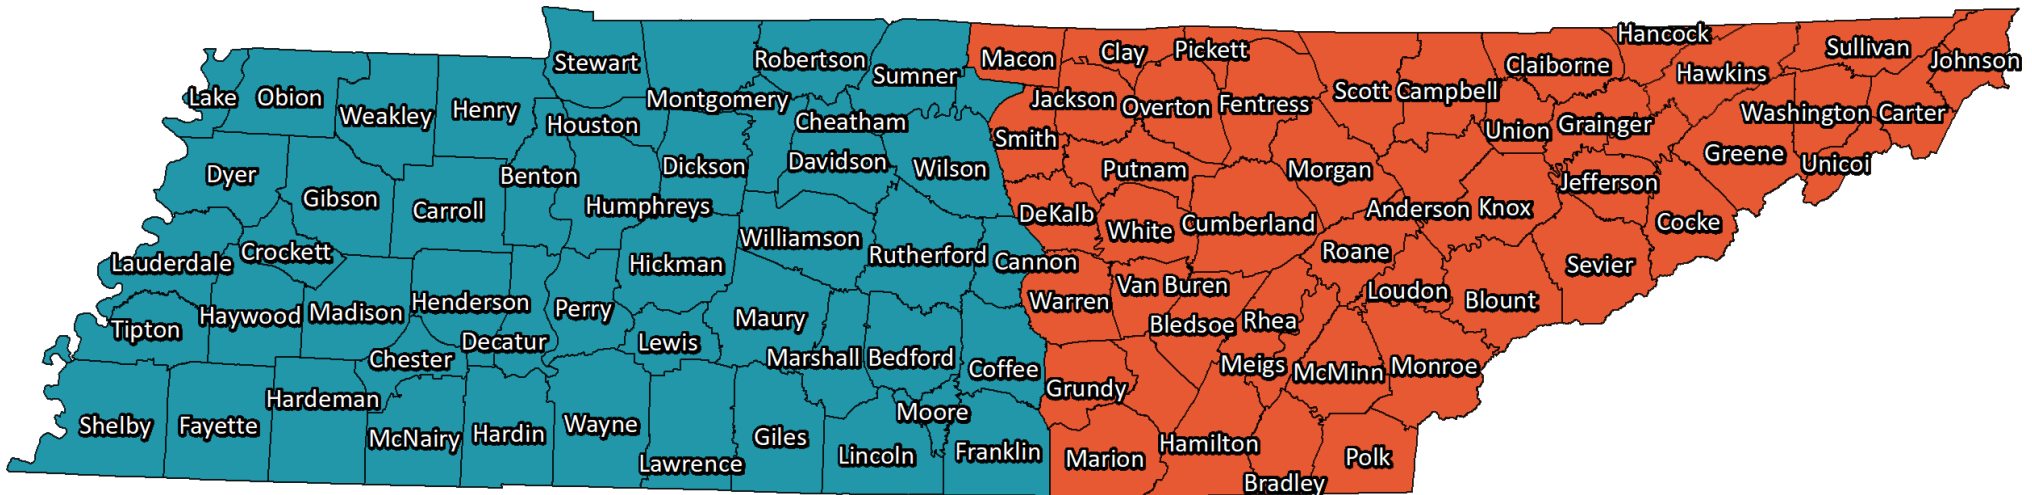 Hancock
Sullivan
Johnson
Pickett
Clay
Macon
Robertson
Stewart
Sumner
Claiborne
Hawkins
Lake
Obion
Montgomery
Jackson
Overton
Fentress
Scott
Campbell
Weakley
Henry
Houston
Cheatham
Smith
Union
Grainger
Washington
Carter
Dyer
Benton
Dickson
Davidson
Wilson
Putnam
Morgan
Greene
Unicoi
Jefferson
Gibson
Carroll
Humphreys
DeKalb
White
Cumberland
Anderson
Knox
Cocke
Lauderdale
Crockett
Hickman
Williamson
Rutherford
Cannon
Roane
Sevier
Tipton
Haywood
Madison
Henderson
Perry
Maury
Warren
Van Buren
Loudon
Blount
Chester
Decatur
Lewis
Marshall
Bedford
Coffee
Bledsoe
Rhea
Meigs
McMinn
Monroe
Hardeman
Moore
Grundy
Shelby
Fayette
McNairy
Hardin
Wayne
Lawrence
Giles
Lincoln
Franklin
Marion
Hamilton
Bradley
Polk